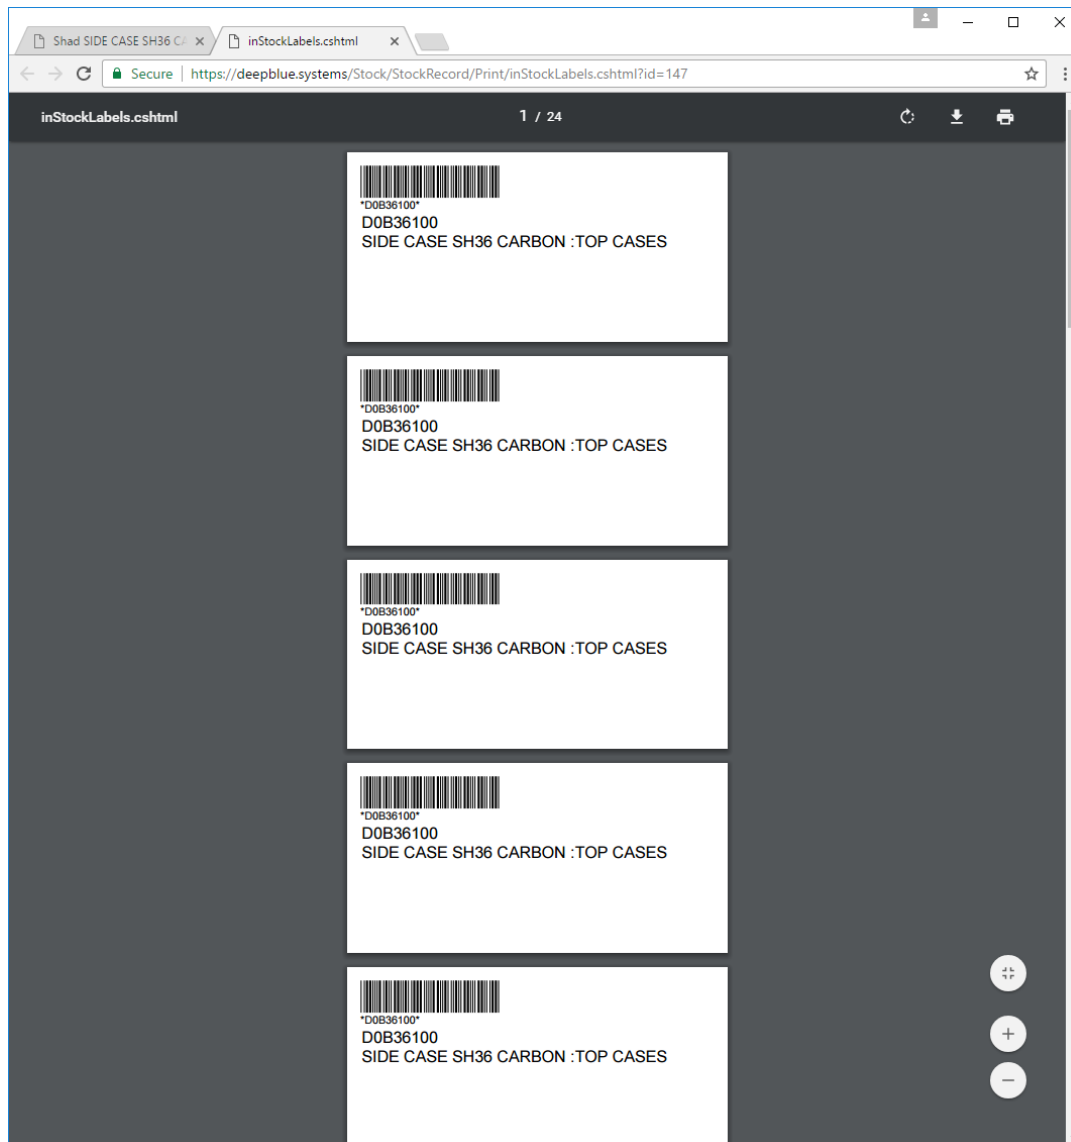 Shad SIDE CASE SH36 CA
inStockLabels.cshtml
Secure | https://deepblue.systems/Stock/StockRecord/Print/inStockLabels.cshtml?id=147
inStockLabels.cshtml
1 / 24
*D0B36100*
D0B36100
SIDE CASE SH36 CARBON :TOP CASES
*D0B36100*
D0B36100
SIDE CASE SH36 CARBON :TOP CASES
*D0B36100*
D0B36100
SIDE CASE SH36 CARBON :TOP CASES
*D0B36100*
D0B36100
SIDE CASE SH36 CARBON :TOP CASES
*D0B36100*
D0B36100
SIDE CASE SH36 CARBON :TOP CASES